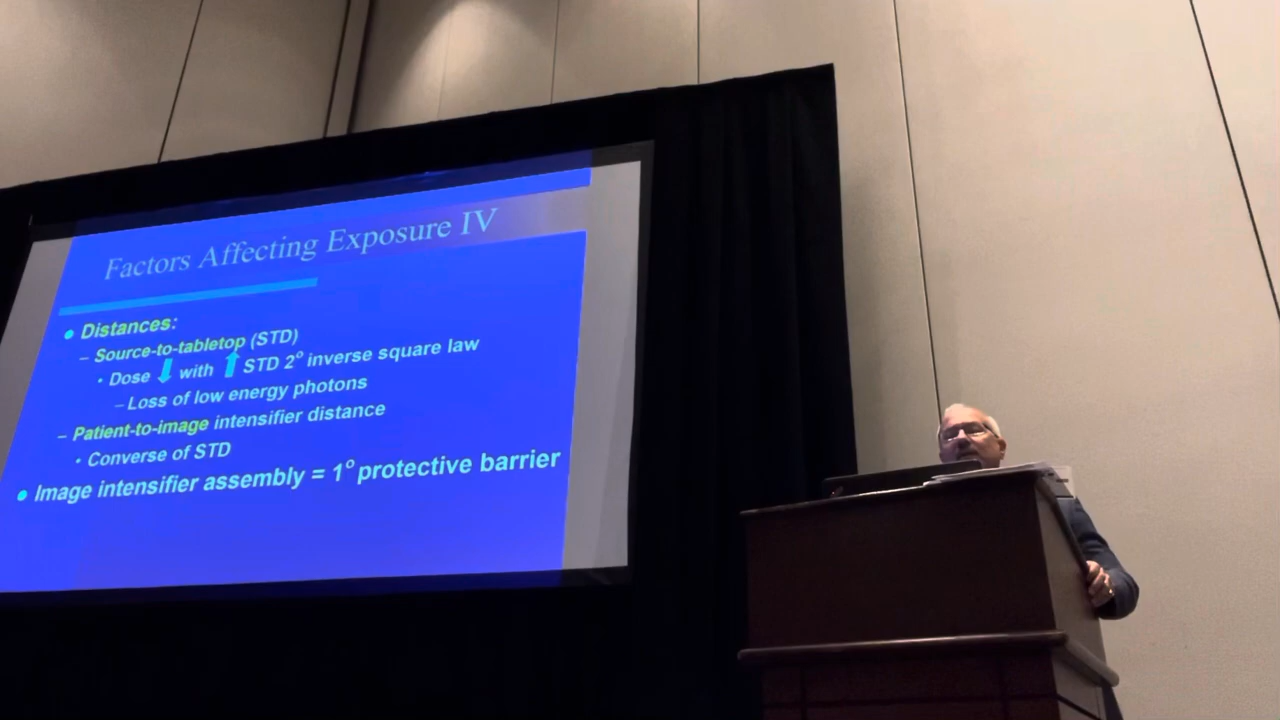 Factors Affecting Exposure IV
• Distances:
– Source-to-tabletop (STD)
• Dose ↓ with ↑ STD 2° inverse square law
– Loss of low energy photons
– Patient-to-image intensifier distance
• Converse of STD
• Image intensifier assembly = 1° protective barrier